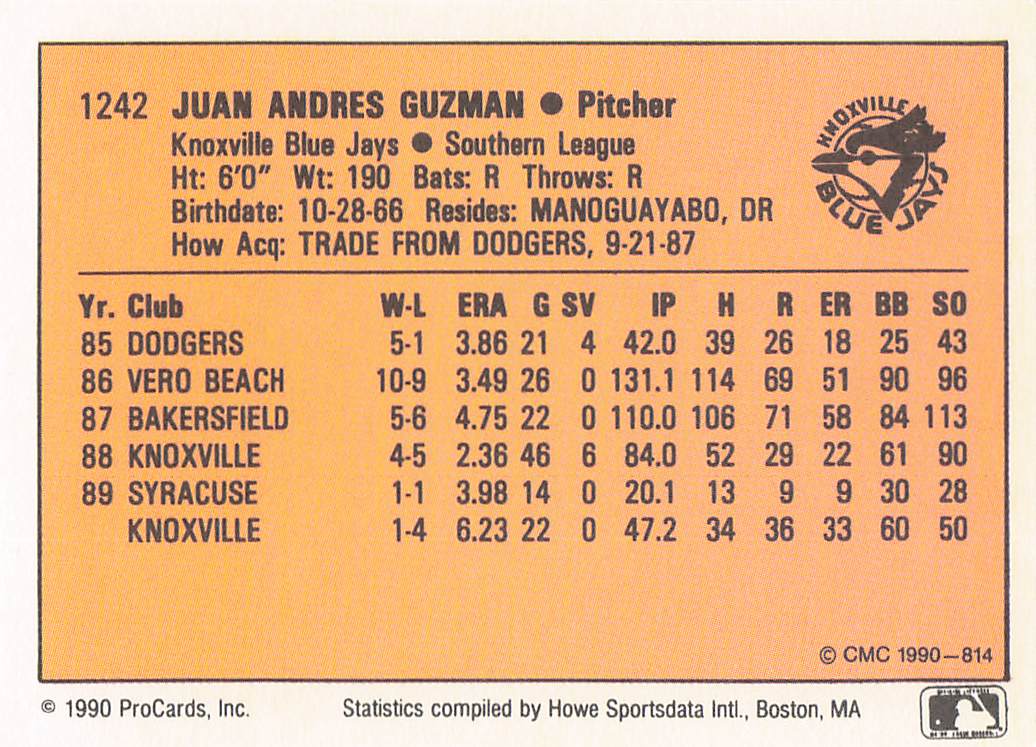 1242 JUAN ANDRES GUZMAN ● Pitcher
Knoxville Blue Jays ● Southern League
Ht: 6'0" Wt: 190 Bats: R Throws: R
Birthdate: 10-28-66 Resides: MANOGUAYABO, DR
How Acq: TRADE FROM DODGERS, 9-21-87
KNOXVILLE
BLUE JAYS
Yr. Club W-L ERA G SV IP H R ER BB SO
85 DODGERS 5-1 3.86 21 4 42.0 39 26 18 25 43
86 VERO BEACH 10-9 3.49 26 0 131.1 114 69 51 90 96
87 BAKERSFIELD 5-6 4.75 22 0 110.0 106 71 58 84 113
88 KNOXVILLE 4-5 2.36 46 6 84.0 52 29 22 61 90
89 SYRACUSE 1-1 3.98 14 0 20.1 13 9 9 30 28
KNOXVILLE 1-4 6.23 22 0 47.2 34 36 33 60 50
© CMC 1990—814
© 1990 ProCards, Inc. Statistics compiled by Howe Sportsdata Intl., Boston, MA